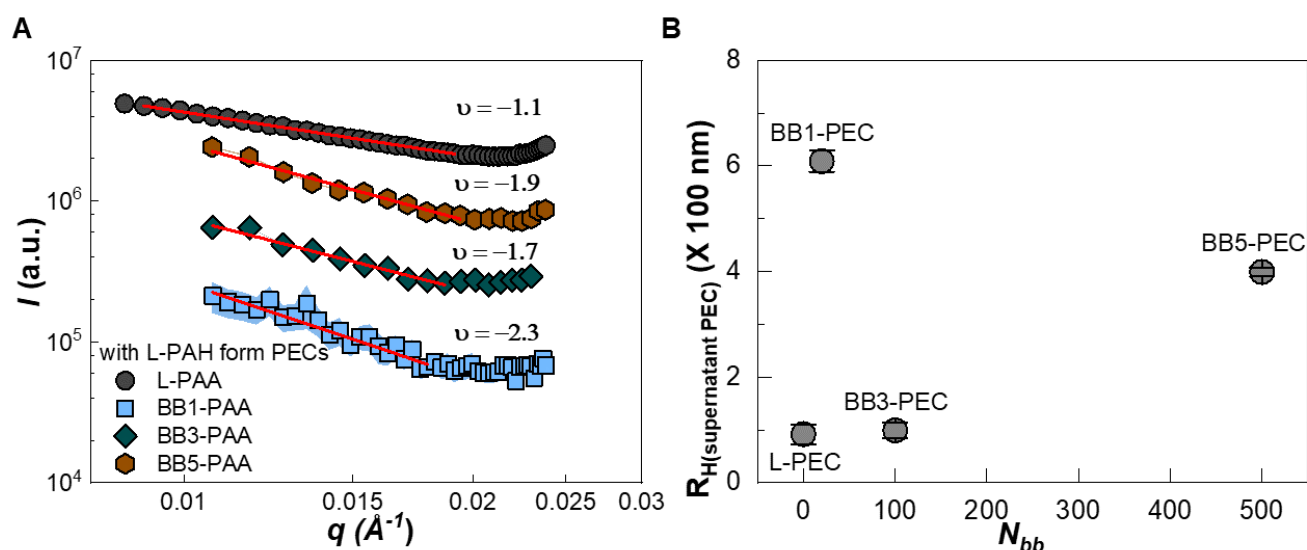 A
I (a.u.)
10⁷
10⁶
10⁵
10⁴
υ = −1.1
υ = −1.9
υ = −1.7
υ = −2.3
with L-PAH form PECs
L-PAA
BB1-PAA
BB3-PAA
BB5-PAA
0.01 0.015 0.02 0.025 0.03
q (Å⁻¹)
B
R_H(supernatant PEC) (X 100 nm)
8
6
4
2
0
BB1-PEC
BB5-PEC
BB3-PEC
L-PEC
0 100 200 300 400 500
N_bb